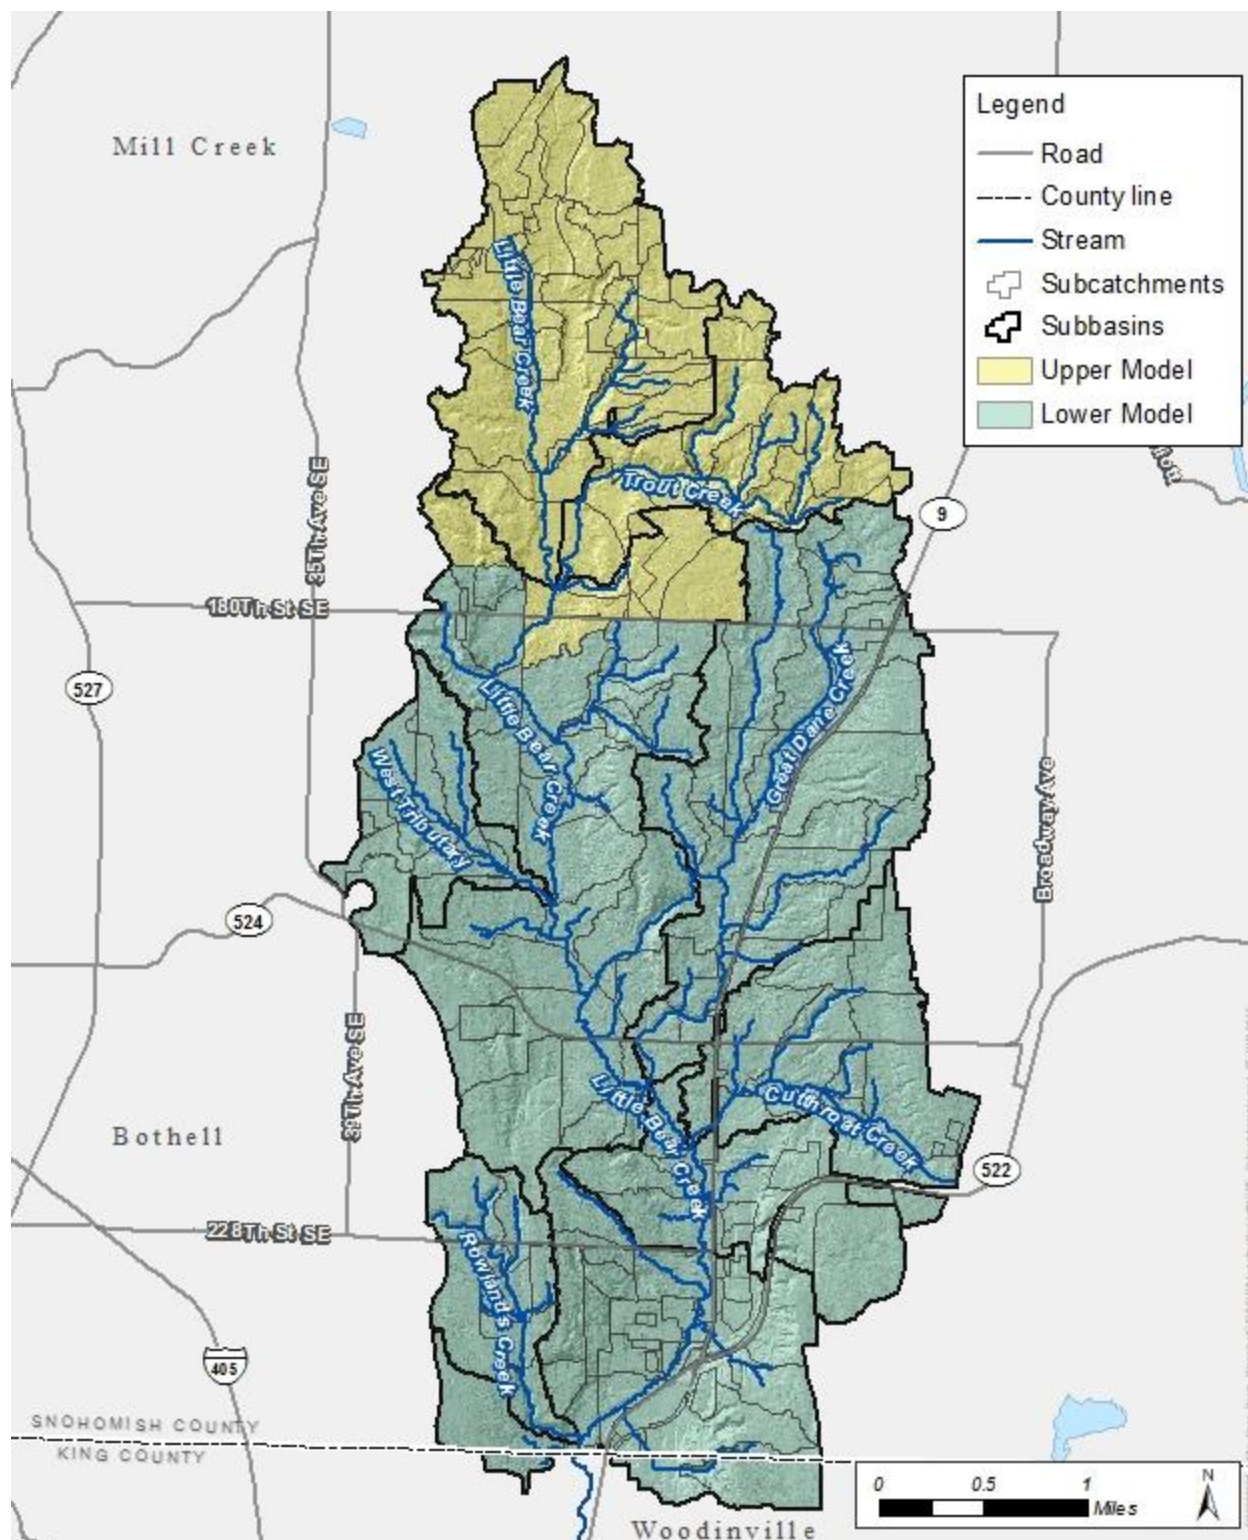 Mill Creek
Legend
Road
County line
Stream
Subcatchments
Subbasins
Upper Model
Lower Model
Little Bear Creek
Trout Creek
9
35Th Ave SE
180Th St SE
527
Little Bear Creek
Great Dane Creek
West Tributary
Broadway Ave
524
39Th Ave SE
Little Bear Creek
Cutthroat Creek
Bothell
522
228Th St SE
Rowlands Creek
405
SNOHOMISH COUNTY
KING COUNTY
0 0.5 1
Miles
N
Woodinville